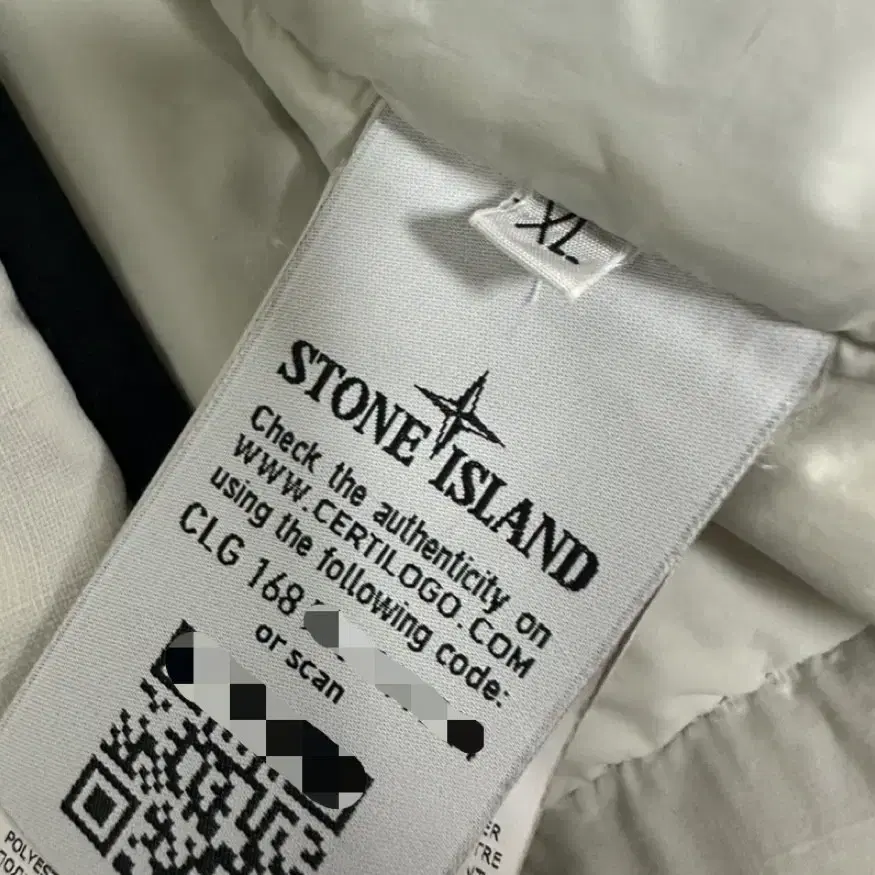 XL
STONE ISLAND
Check the authenticity on
WWW.CERTILOGO.COM
using the following code:
CLG 168
or scan